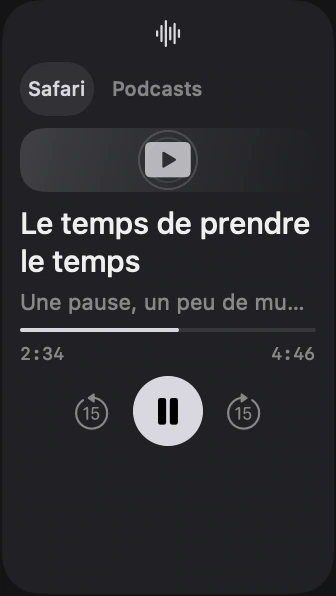 Safari Podcasts
Le temps de prendre
le temps
Une pause, un peu de mu...
2:34 4:46
15 15